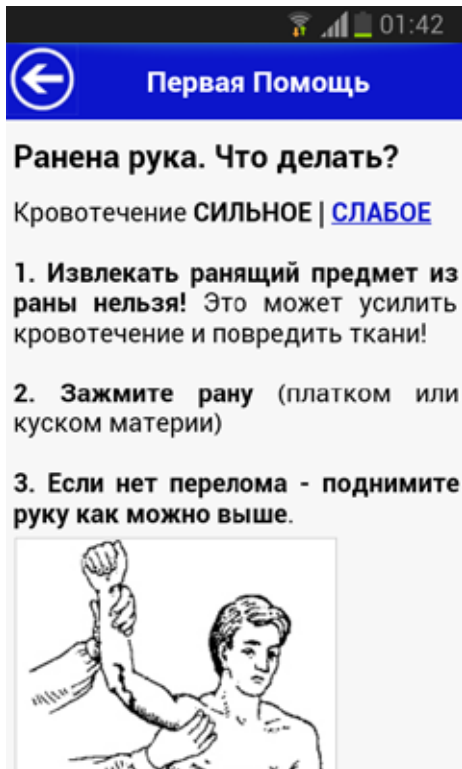 01:42
Первая Помощь
Ранена рука. Что делать?
Кровотечение СИЛЬНОЕ | СЛАБОЕ
1. Извлекать ранящий предмет из
раны нельзя! Это может усилить
кровотечение и повредить ткани!
2. Зажмите рану (платком или
куском материи)
3. Если нет перелома - поднимите
руку как можно выше.